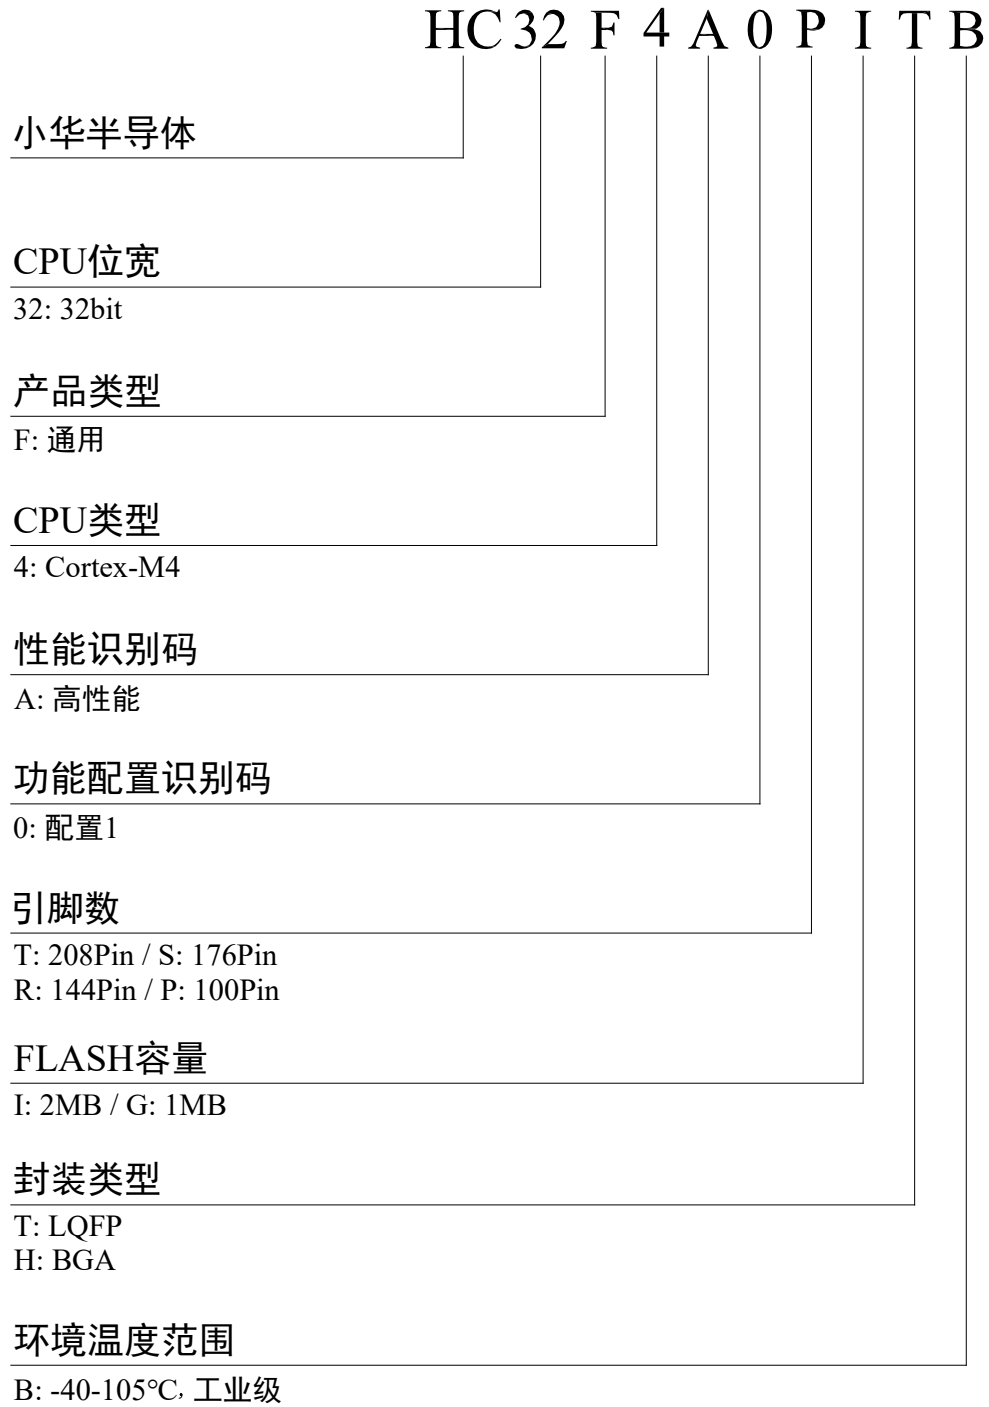 HC32F4A0PITB
小华半导体
CPU位宽
32: 32bit
产品类型
F: 通用
CPU类型
4: Cortex-M4
性能识别码
A: 高性能
功能配置识别码
0: 配置1
引脚数
T: 208Pin / S: 176Pin
R: 144Pin / P: 100Pin
FLASH容量
I: 2MB / G: 1MB
封装类型
T: LQFP
H: BGA
环境温度范围
B: -40-105℃, 工业级